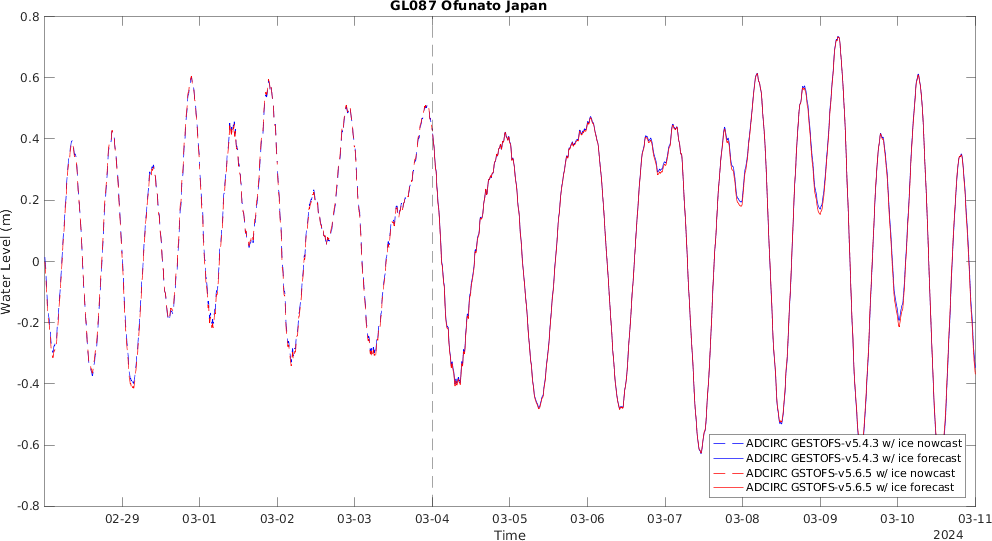 GL087 Ofunato Japan
0.8
0.6
0.4
0.2
0
-0.2
-0.4
-0.6
-0.8
Water Level (m)
ADCIRC GESTOFS-v5.4.3 w/ ice nowcast
ADCIRC GESTOFS-v5.4.3 w/ ice forecast
ADCIRC GSTOFS-v5.6.5 w/ ice nowcast
ADCIRC GSTOFS-v5.6.5 w/ ice forecast
02-29 03-01 03-02 03-03 03-04 03-05 03-06 03-07 03-08 03-09 03-10 03-11
Time
2024